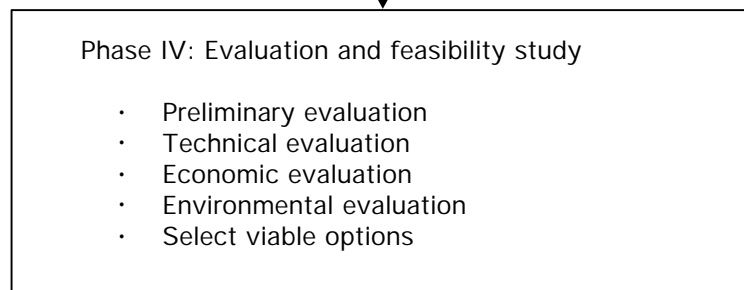 Phase IV: Evaluation and feasibility study
· Preliminary evaluation
· Technical evaluation
· Economic evaluation
· Environmental evaluation
· Select viable options